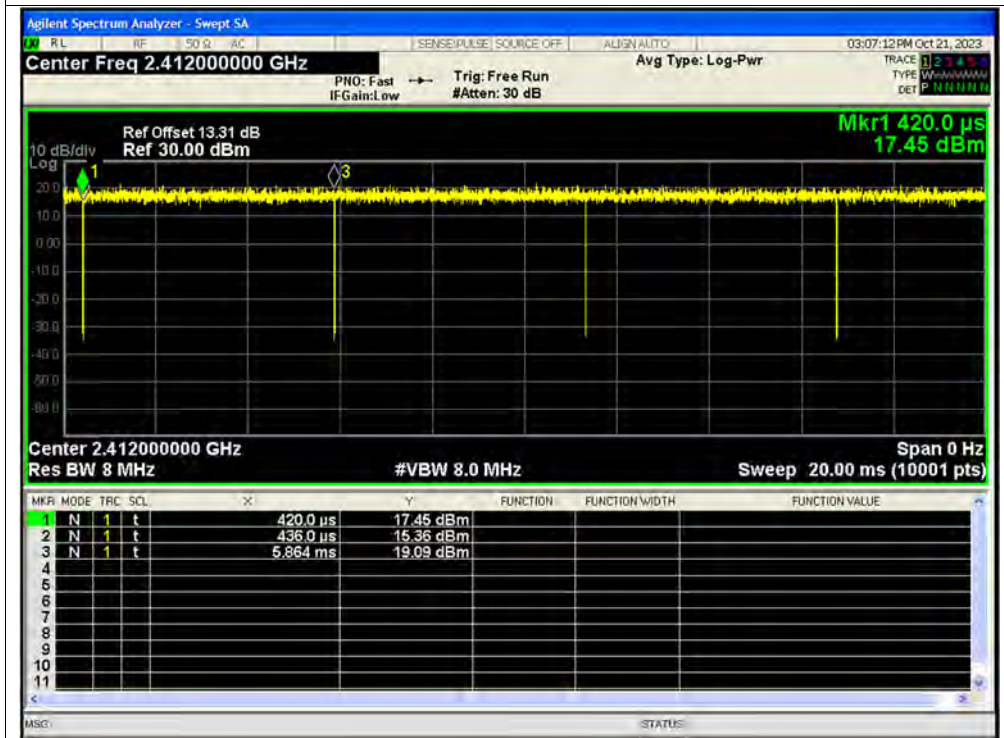 Agilent Spectrum Analyzer - Swept SA
RL RF 50 Ω AC SENSE:PULSE SOURCE OFF ALIGN AUTO 03:07:12 PM Oct 21, 2023
Center Freq 2.412000000 GHz
PNO: Fast
IFGain:Low
Trig: Free Run
#Atten: 30 dB
Avg Type: Log-Pwr
TRACE 1 2 3 4 5 6
TYPE
DET P N N N N N
Mkr1 420.0 µs
17.45 dBm
Ref Offset 13.31 dB
10 dB/div Ref 30.00 dBm
Log
1
3
20.0
10.0
0.00
-10.0
-20.0
-30.0
-40.0
-50.0
-60.0
Center 2.412000000 GHz Span 0 Hz
Res BW 8 MHz #VBW 8.0 MHz Sweep 20.00 ms (10001 pts)
MKR MODE TRC SCL X Y FUNCTION FUNCTION WIDTH FUNCTION VALUE
1 N 1 t 420.0 µs 17.45 dBm
2 N 1 t 436.0 µs 15.36 dBm
3 N 1 t 5.864 ms 19.09 dBm
4
5
6
7
8
9
10
11
MSG STATUS